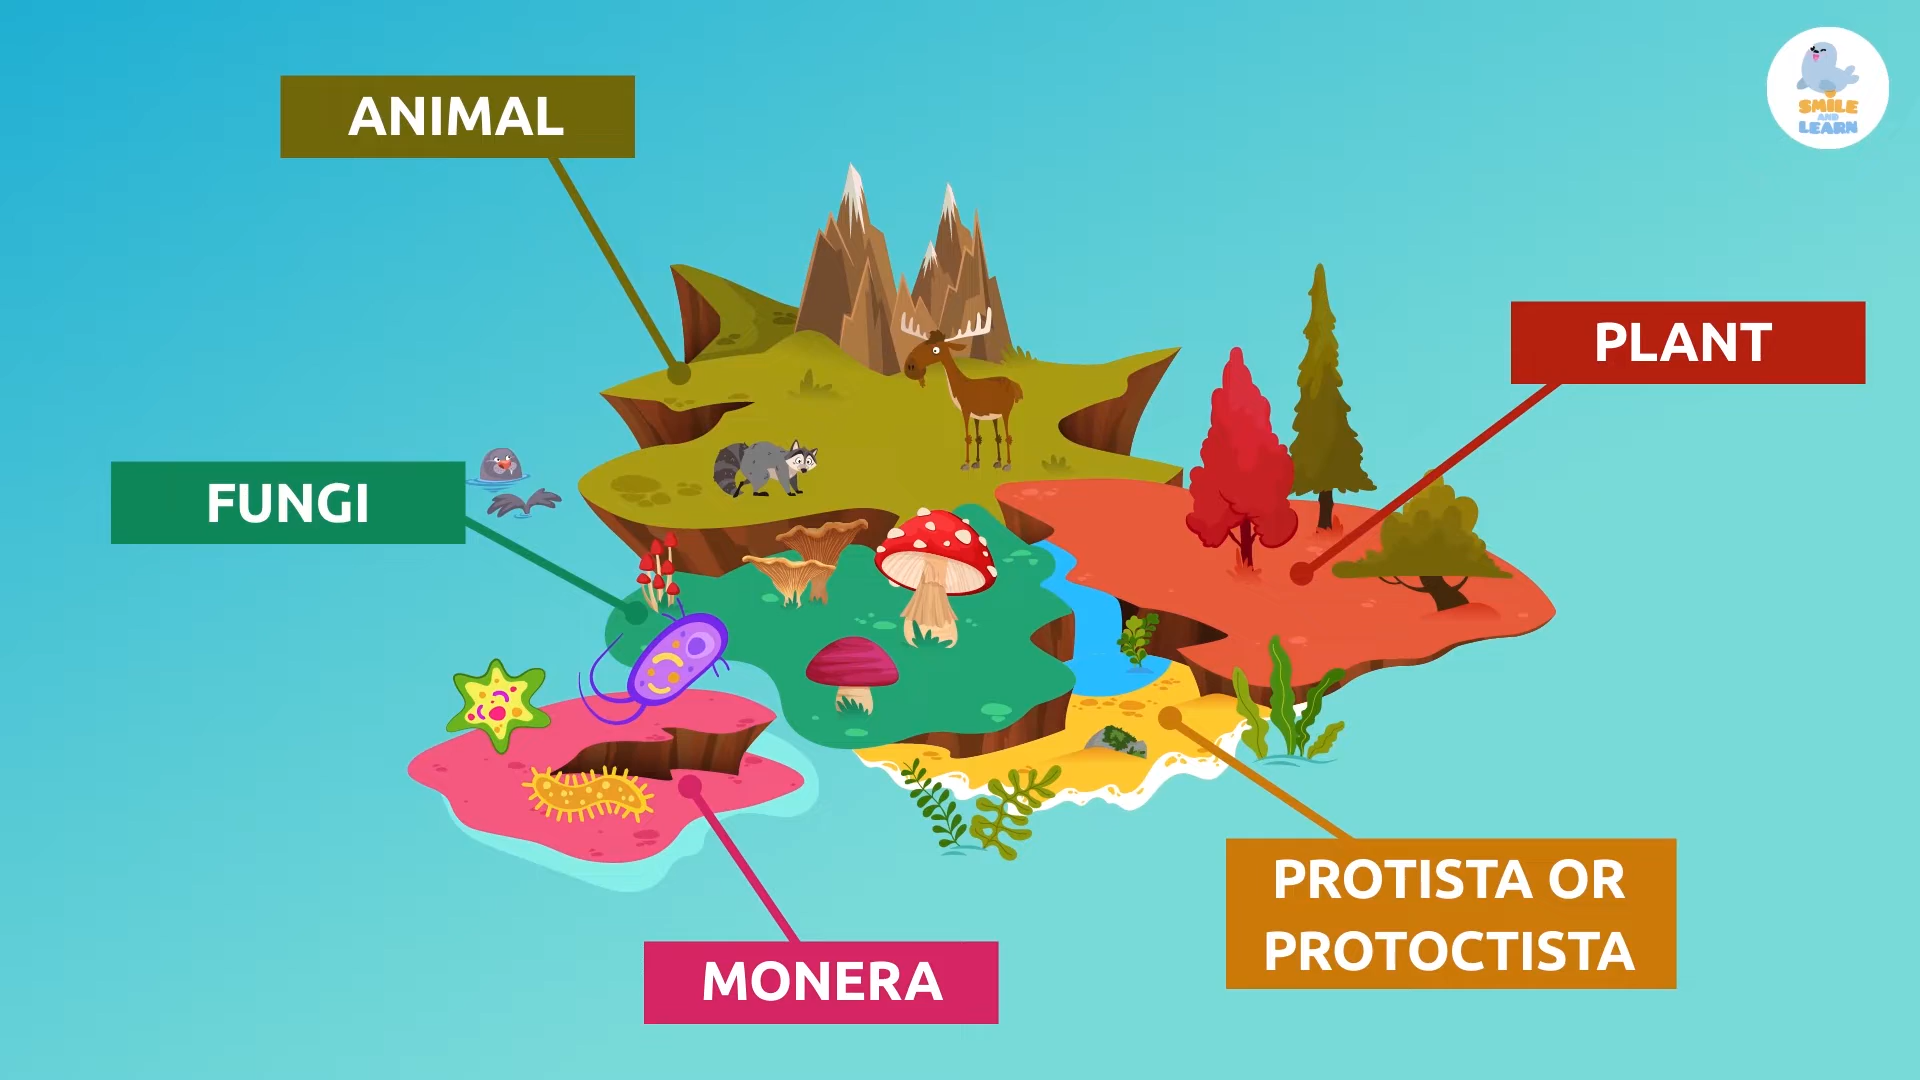 ANIMAL
SMILE
AND
LEARN
PLANT
FUNGI
PROTISTA OR
PROTOCTISTA
MONERA